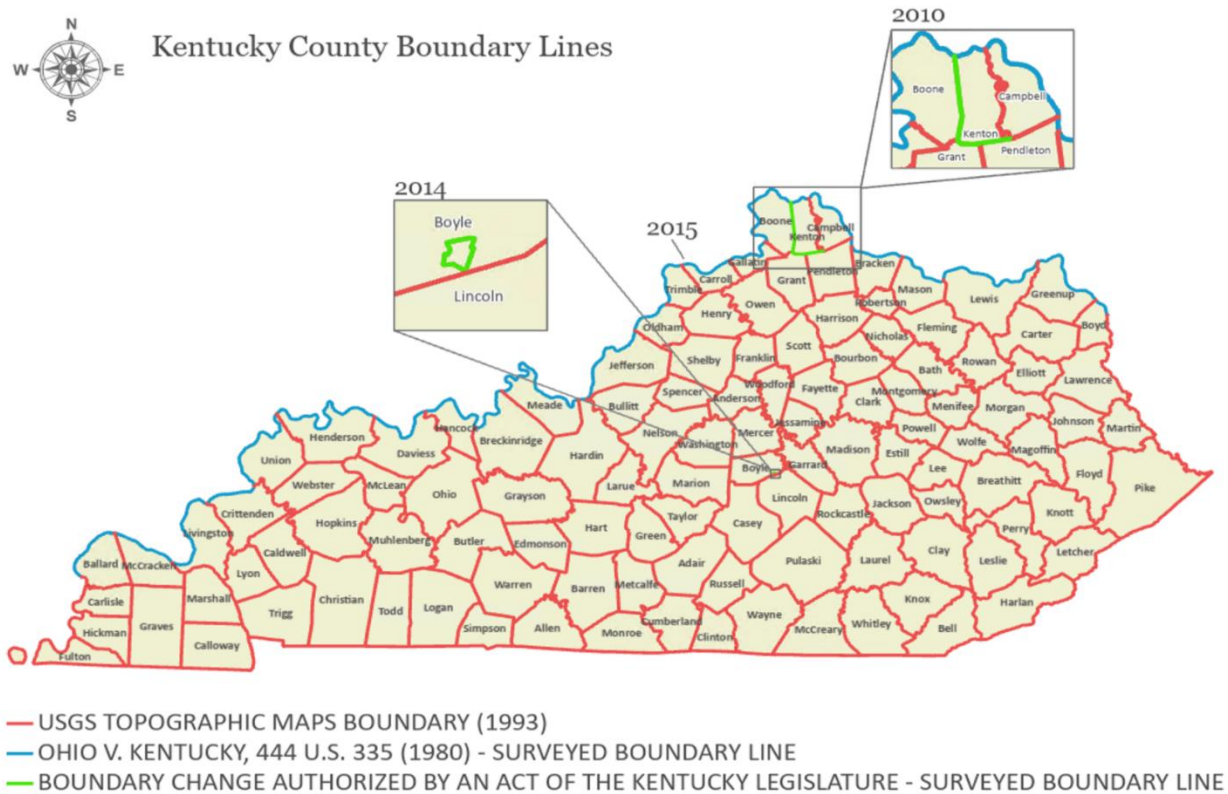 N
W E
S
Kentucky County Boundary Lines
2010
Boone
Campbell
Kenton
Grant
Pendleton
2014
Boyle
Lincoln
2015
Boone
Campbell
Kenton
Gallatin
Carroll
Trimble
Grant
Pendleton
Bracken
Mason
Lewis
Greenup
Owen
Robertson
Henry
Oldham
Harrison
Fleming
Carter
Boyd
Nicholas
Scott
Jefferson
Shelby
Franklin
Bourbon
Bath
Rowan
Elliott
Lawrence
Woodford
Fayette
Montgomery
Spencer
Anderson
Clark
Menifee
Morgan
Meade
Bullitt
Jessamine
Johnson
Martin
Hancock
Breckinridge
Nelson
Washington
Mercer
Powell
Wolfe
Magoffin
Henderson
Daviess
Hardin
Madison
Estill
Union
Boyle
Garrard
Lee
Floyd
Pike
Webster
McLean
Ohio
Grayson
Larue
Marion
Lincoln
Breathitt
Crittenden
Hopkins
Hart
Taylor
Casey
Rockcastle
Jackson
Owsley
Knott
Livingston
Muhlenberg
Butler
Edmonson
Green
Perry
Ballard
McCracken
Caldwell
Adair
Pulaski
Laurel
Clay
Leslie
Letcher
Lyon
Warren
Barren
Metcalfe
Russell
Carlisle
Marshall
Trigg
Christian
Todd
Logan
Knox
Harlan
Hickman
Graves
Simpson
Allen
Monroe
Cumberland
Wayne
McCreary
Whitley
Bell
Calloway
Clinton
Fulton
USGS TOPOGRAPHIC MAPS BOUNDARY (1993)
OHIO V. KENTUCKY, 444 U.S. 335 (1980) - SURVEYED BOUNDARY LINE
BOUNDARY CHANGE AUTHORIZED BY AN ACT OF THE KENTUCKY LEGISLATURE - SURVEYED BOUNDARY LINE